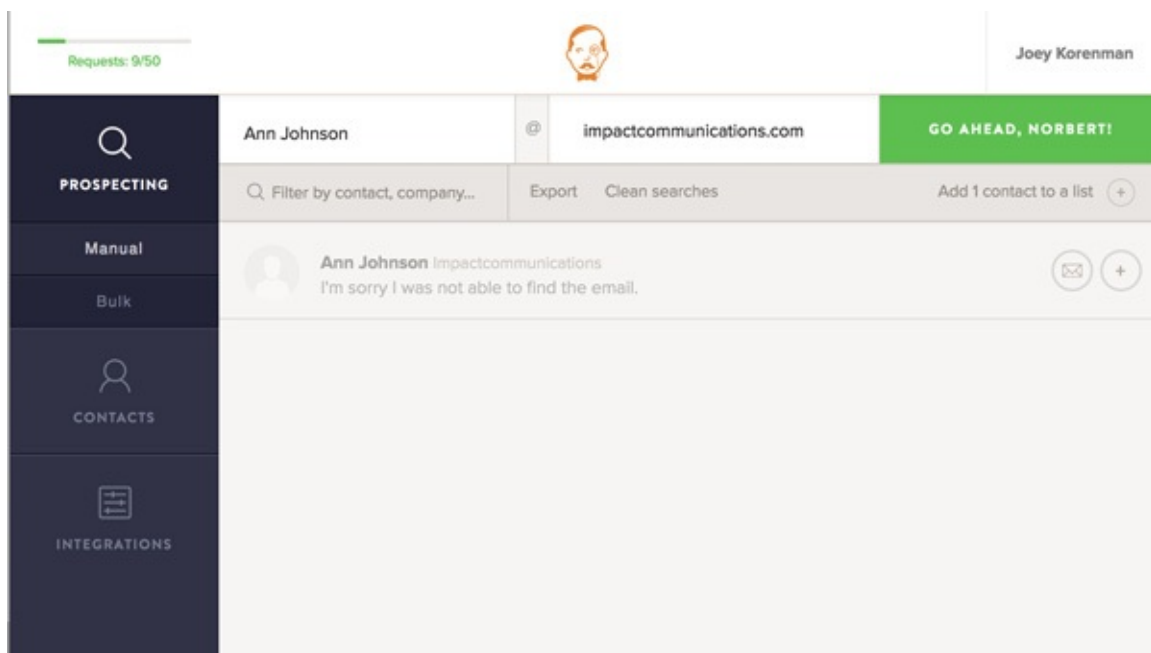 Requests: 9/50
Joey Korenman
PROSPECTING
Ann Johnson
@
impactcommunications.com
GO AHEAD, NORBERT!
Filter by contact, company...
Export
Clean searches
Add 1 contact to a list
+
Manual
Bulk
Ann Johnson Impactcommunications
I'm sorry I was not able to find the email.
+
CONTACTS
INTEGRATIONS